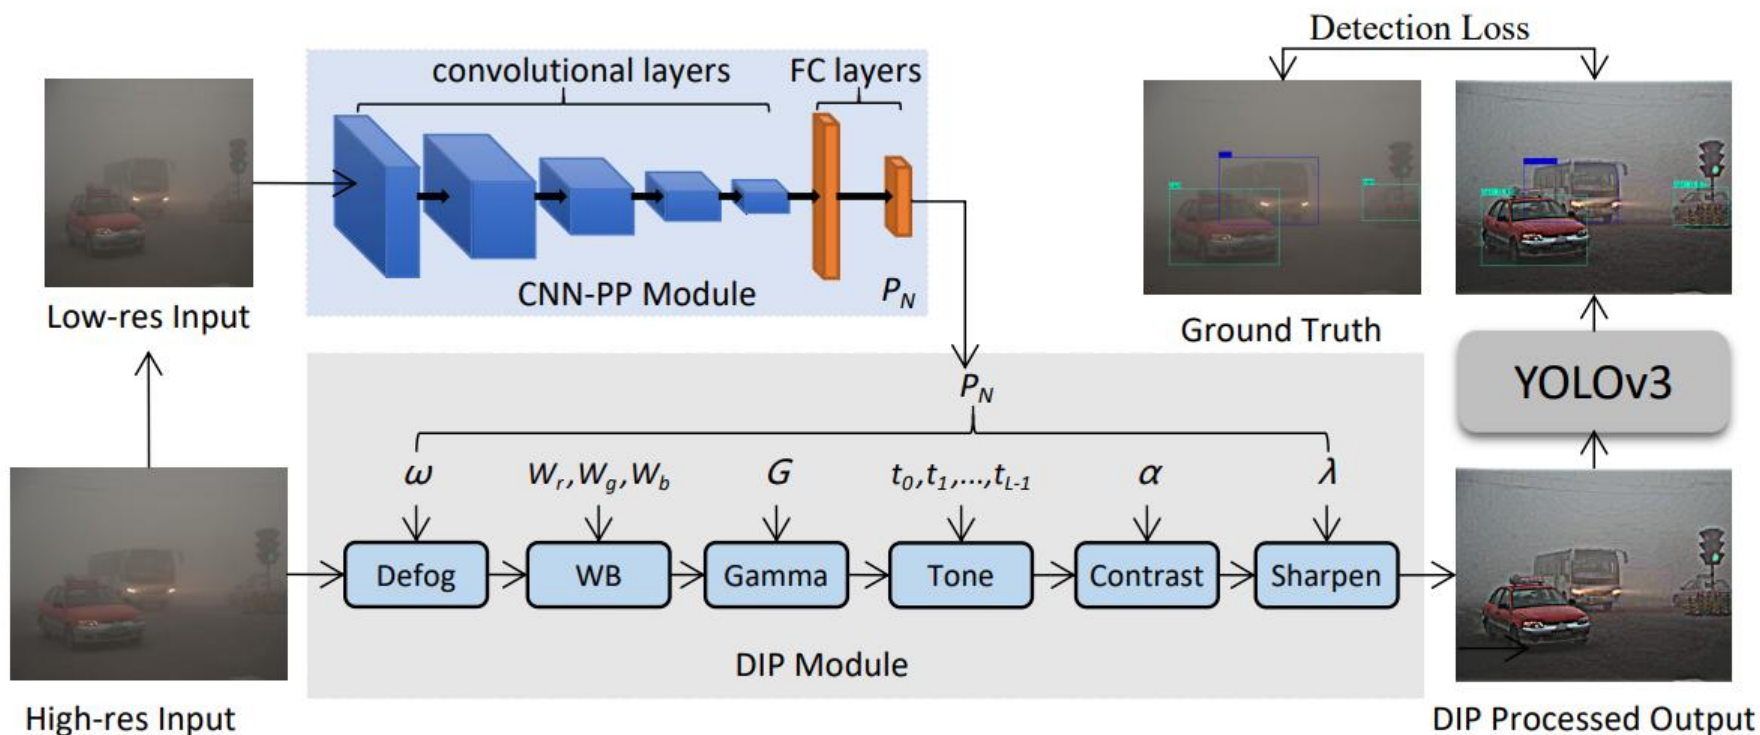 Detection Loss
convolutional layers
FC layers
CNN-PP Module
P_N
Low-res Input
Ground Truth
YOLOv3
P_N
ω
W_r,W_g,W_b
G
t_0,t_1,...,t_{L-1}
α
λ
Defog
WB
Gamma
Tone
Contrast
Sharpen
DIP Module
High-res Input
DIP Processed Output